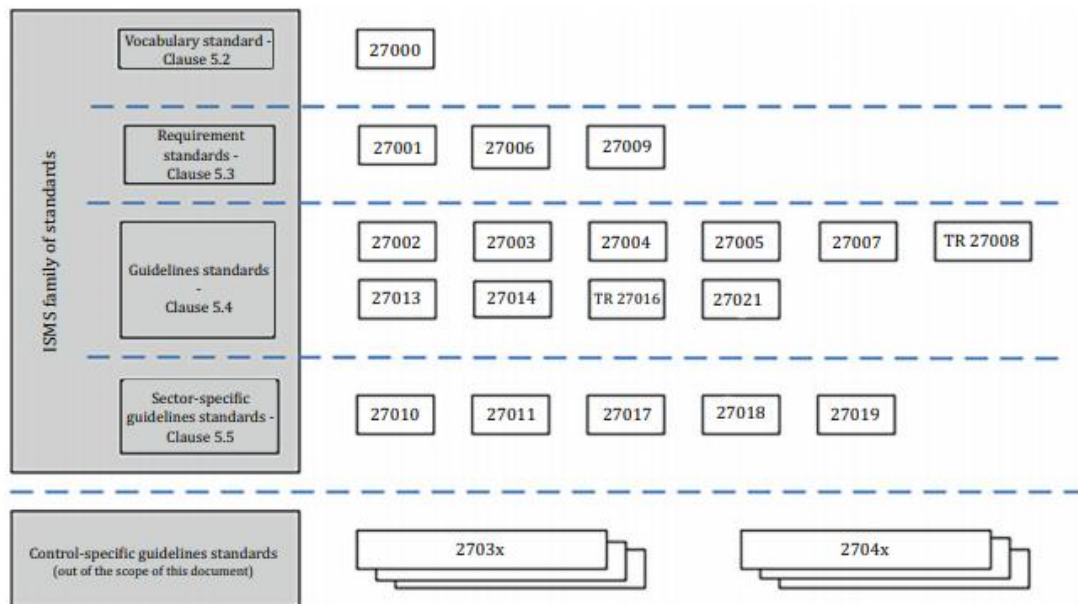 Vocabulary standard -
Clause 5.2
27000
ISMS family of standards
Requirement
standards -
Clause 5.3
27001 27006 27009
Guidelines standards
-
Clause 5.4
27002 27003 27004 27005 27007 TR 27008
27013 27014 TR 27016 27021
Sector-specific
guidelines standards -
Clause 5.5
27010 27011 27017 27018 27019
Control-specific guidelines standards
(out of the scope of this document)
2703x 2704x